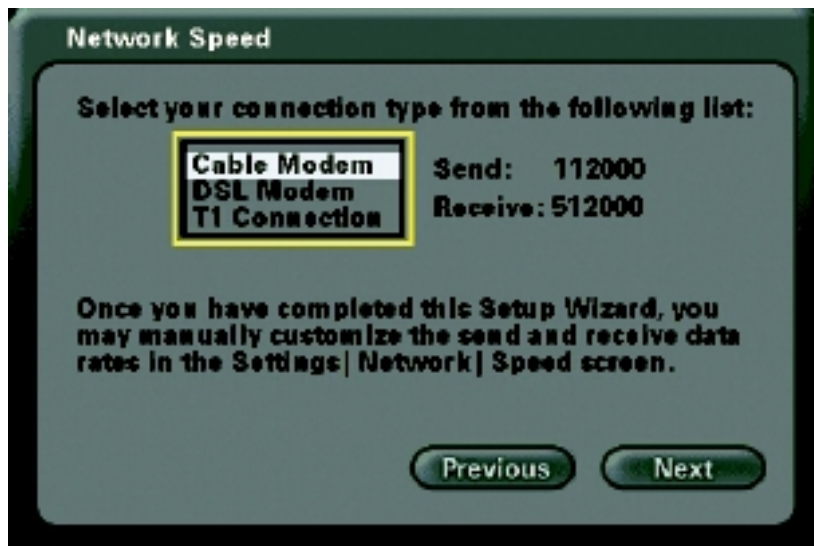 Network Speed
Select your connection type from the following list:
Cable Modem
DSL Modem
T1 Connection
Send: 112000
Receive: 512000
Once you have completed this Setup Wizard, you
may manually customize the send and receive data
rates in the Settings| Network| Speed screen.
Previous
Next